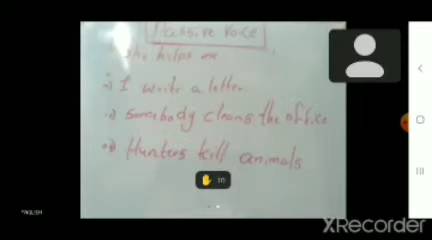 Passive voice
she helps me
I write a letter.
Somebody cleans the office
Hunters kill animals
XRecorder